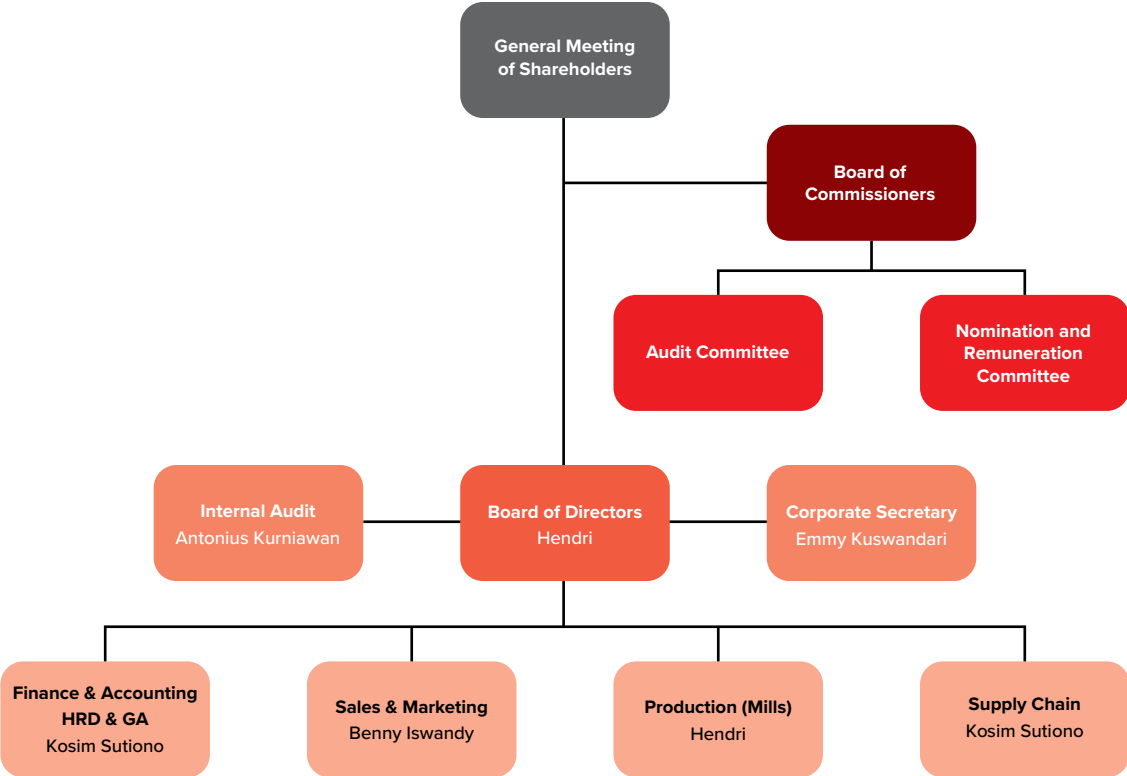 General Meeting
of Shareholders
Board of
Commissioners
Audit Committee
Nomination and
Remuneration
Committee
Internal Audit
Antonius Kurniawan
Board of Directors
Hendri
Corporate Secretary
Emmy Kuswandari
Finance & Accounting
HRD & GA
Kosim Sutiono
Sales & Marketing
Benny Iswandy
Production (Mills)
Hendri
Supply Chain
Kosim Sutiono